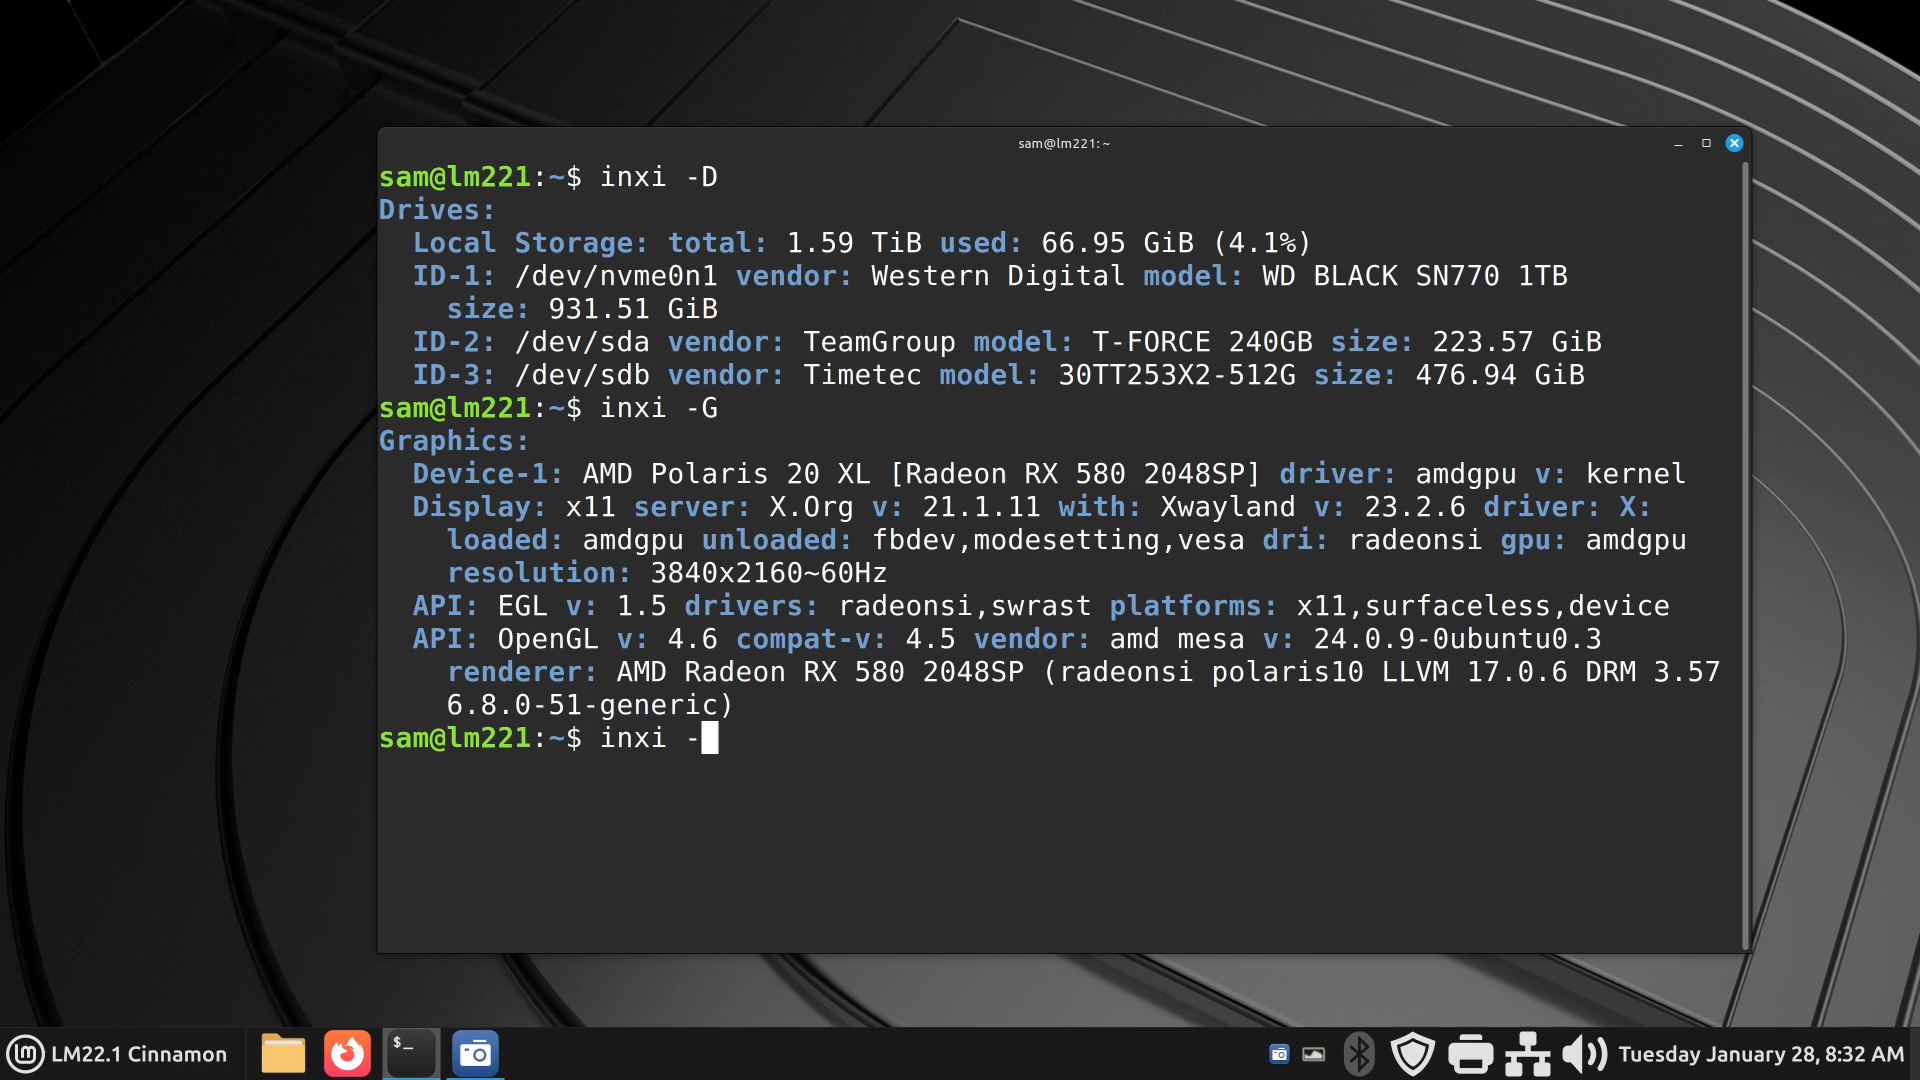 sam@lm221:~
sam@lm221:~$ inxi -D
Drives:
  Local Storage: total: 1.59 TiB used: 66.95 GiB (4.1%)
  ID-1: /dev/nvme0n1 vendor: Western Digital model: WD BLACK SN770 1TB
    size: 931.51 GiB
  ID-2: /dev/sda vendor: TeamGroup model: T-FORCE 240GB size: 223.57 GiB
  ID-3: /dev/sdb vendor: Timetec model: 30TT253X2-512G size: 476.94 GiB
sam@lm221:~$ inxi -G
Graphics:
  Device-1: AMD Polaris 20 XL [Radeon RX 580 2048SP] driver: amdgpu v: kernel
  Display: x11 server: X.Org v: 21.1.11 with: Xwayland v: 23.2.6 driver: X:
    loaded: amdgpu unloaded: fbdev,modesetting,vesa dri: radeonsi gpu: amdgpu
    resolution: 3840x2160~60Hz
  API: EGL v: 1.5 drivers: radeonsi,swrast platforms: x11,surfaceless,device
  API: OpenGL v: 4.6 compat-v: 4.5 vendor: amd mesa v: 24.0.9-0ubuntu0.3
    renderer: AMD Radeon RX 580 2048SP (radeonsi polaris10 LLVM 17.0.6 DRM 3.57
    6.8.0-51-generic)
sam@lm221:~$ inxi -
LM22.1 Cinnamon
$_
Tuesday January 28, 8:32 AM